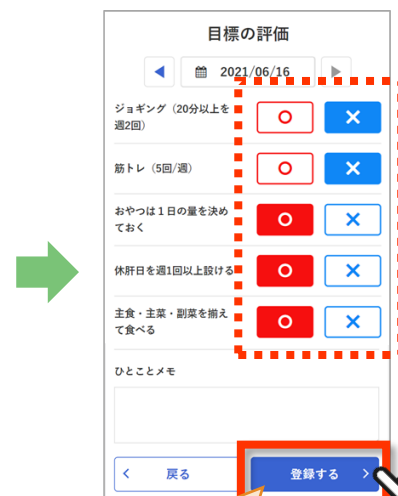 目標の評価
2021/06/16
ジョギング（20分以上を
週2回）
筋トレ（5回/週）
おやつは１日の量を決め
ておく
休肝日を週1回以上設ける
主食・主菜・副菜を揃え
て食べる
ひとことメモ
戻る
登録する